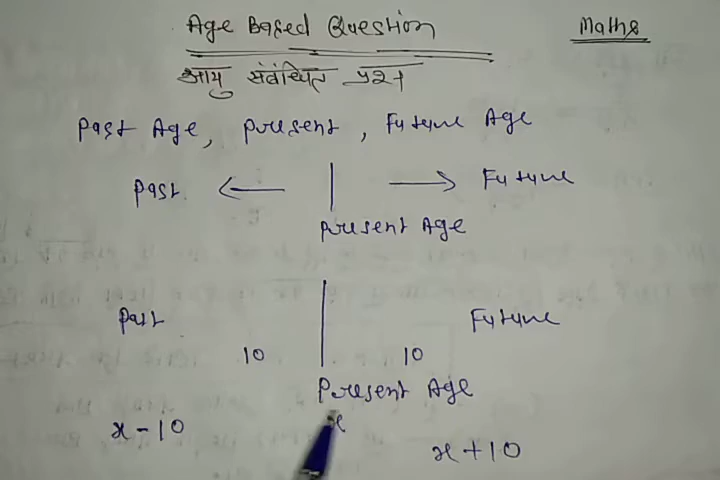 Age Based Question
Maths
आयु संबंधित प्रश्न
Past Age, Present, Future Age
Past ← | → Future
Present Age
Past Future
10 10
Present Age
x - 10 x
x + 10